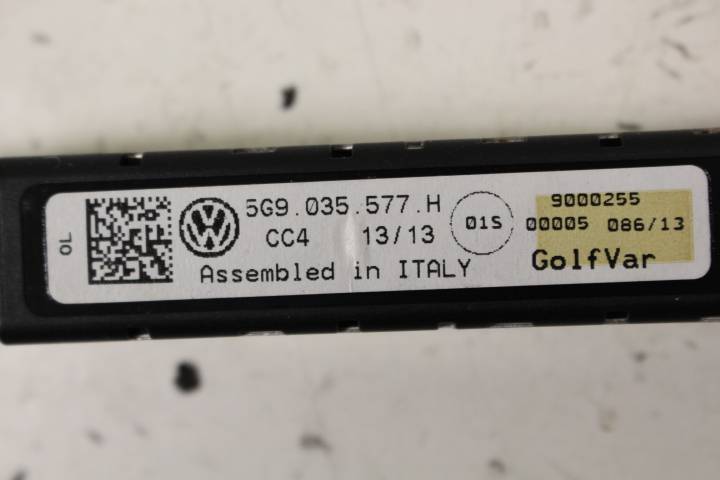 OL
5G9.035.577.H
CC4 13/13
Assembled in ITALY
01S
9000255
00005 086/13
GolfVar